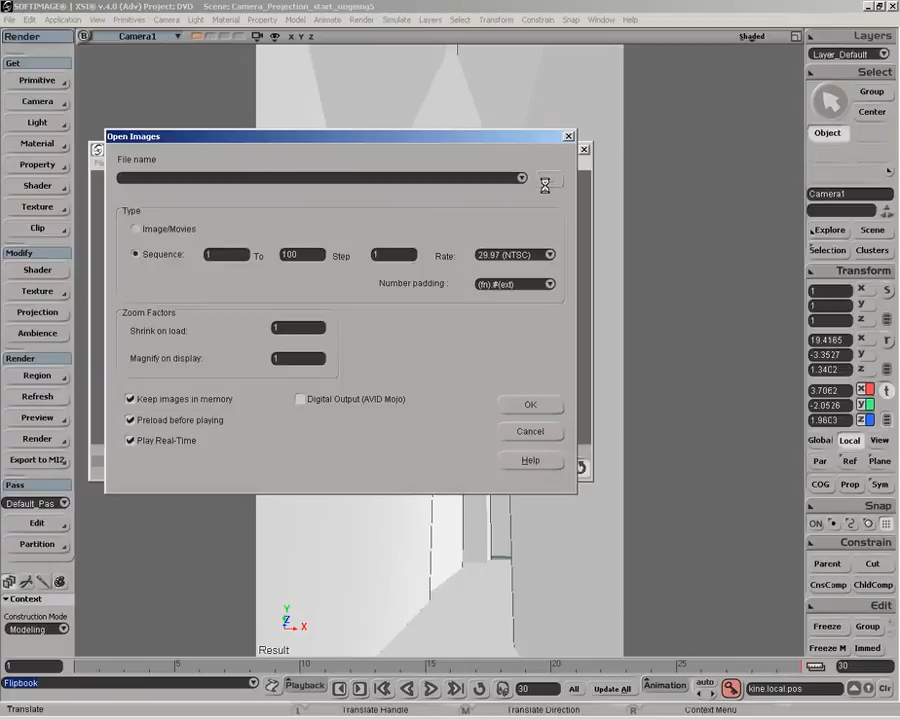 SOFTIMAGE® | XSI® v.4.0 (Adv) Project: DVD    Scene: Camera_Projection_start_ongoing5
File Edit Application View Display Get Primitives Camera Material Property Model Animate Render Simulate Layers Select Transform Constrain Snap Window Help
Render
Get
Primitive
Camera
Light
Material
Property
Shader
Texture
Clip
Modify
Shader
Texture
Projection
Ambience
Render
Region
Refresh
Preview
Render
Export to MI2
Pass
Default_Pas
Edit
Partition
Context
Construction Mode
Modeling
B Camera1 X Y Z Shaded
Open Images
File name
Type
Image/Movies
Sequence: 1 To 100 Step 1 Rate: 29.97 (NTSC)
Number padding : (fn).#(ext)
Zoom Factors
Shrink on load: 1
Magnify on display: 1
Keep images in memory
Digital Output (AVID Mojo)
Preload before playing
Play Real-Time
OK
Cancel
Help
Y
Z
X
Result
Layers
Layer_Default
Select
Group
Center
Object
Camera1
Explore Scene
Selection Clusters
Transform
1 x s
1 y
1 z
19.4165 x r
-3.3527 y
1.3402 z
3.7062 x t
-2.0526 y
1.9603 z
Global Local View
Par Ref Plane
COG Prop Sym
Snap
ON
Constrain
Parent Cut
CnsComp ChldComp
Edit
Freeze Group
Freeze M Immed
1 5 10 15 20 25 30
Flipbook Playback 30 All Update All Animation auto kine.local.pos Clr
Translate L Translate Handle M Translate Direction R Context Menu